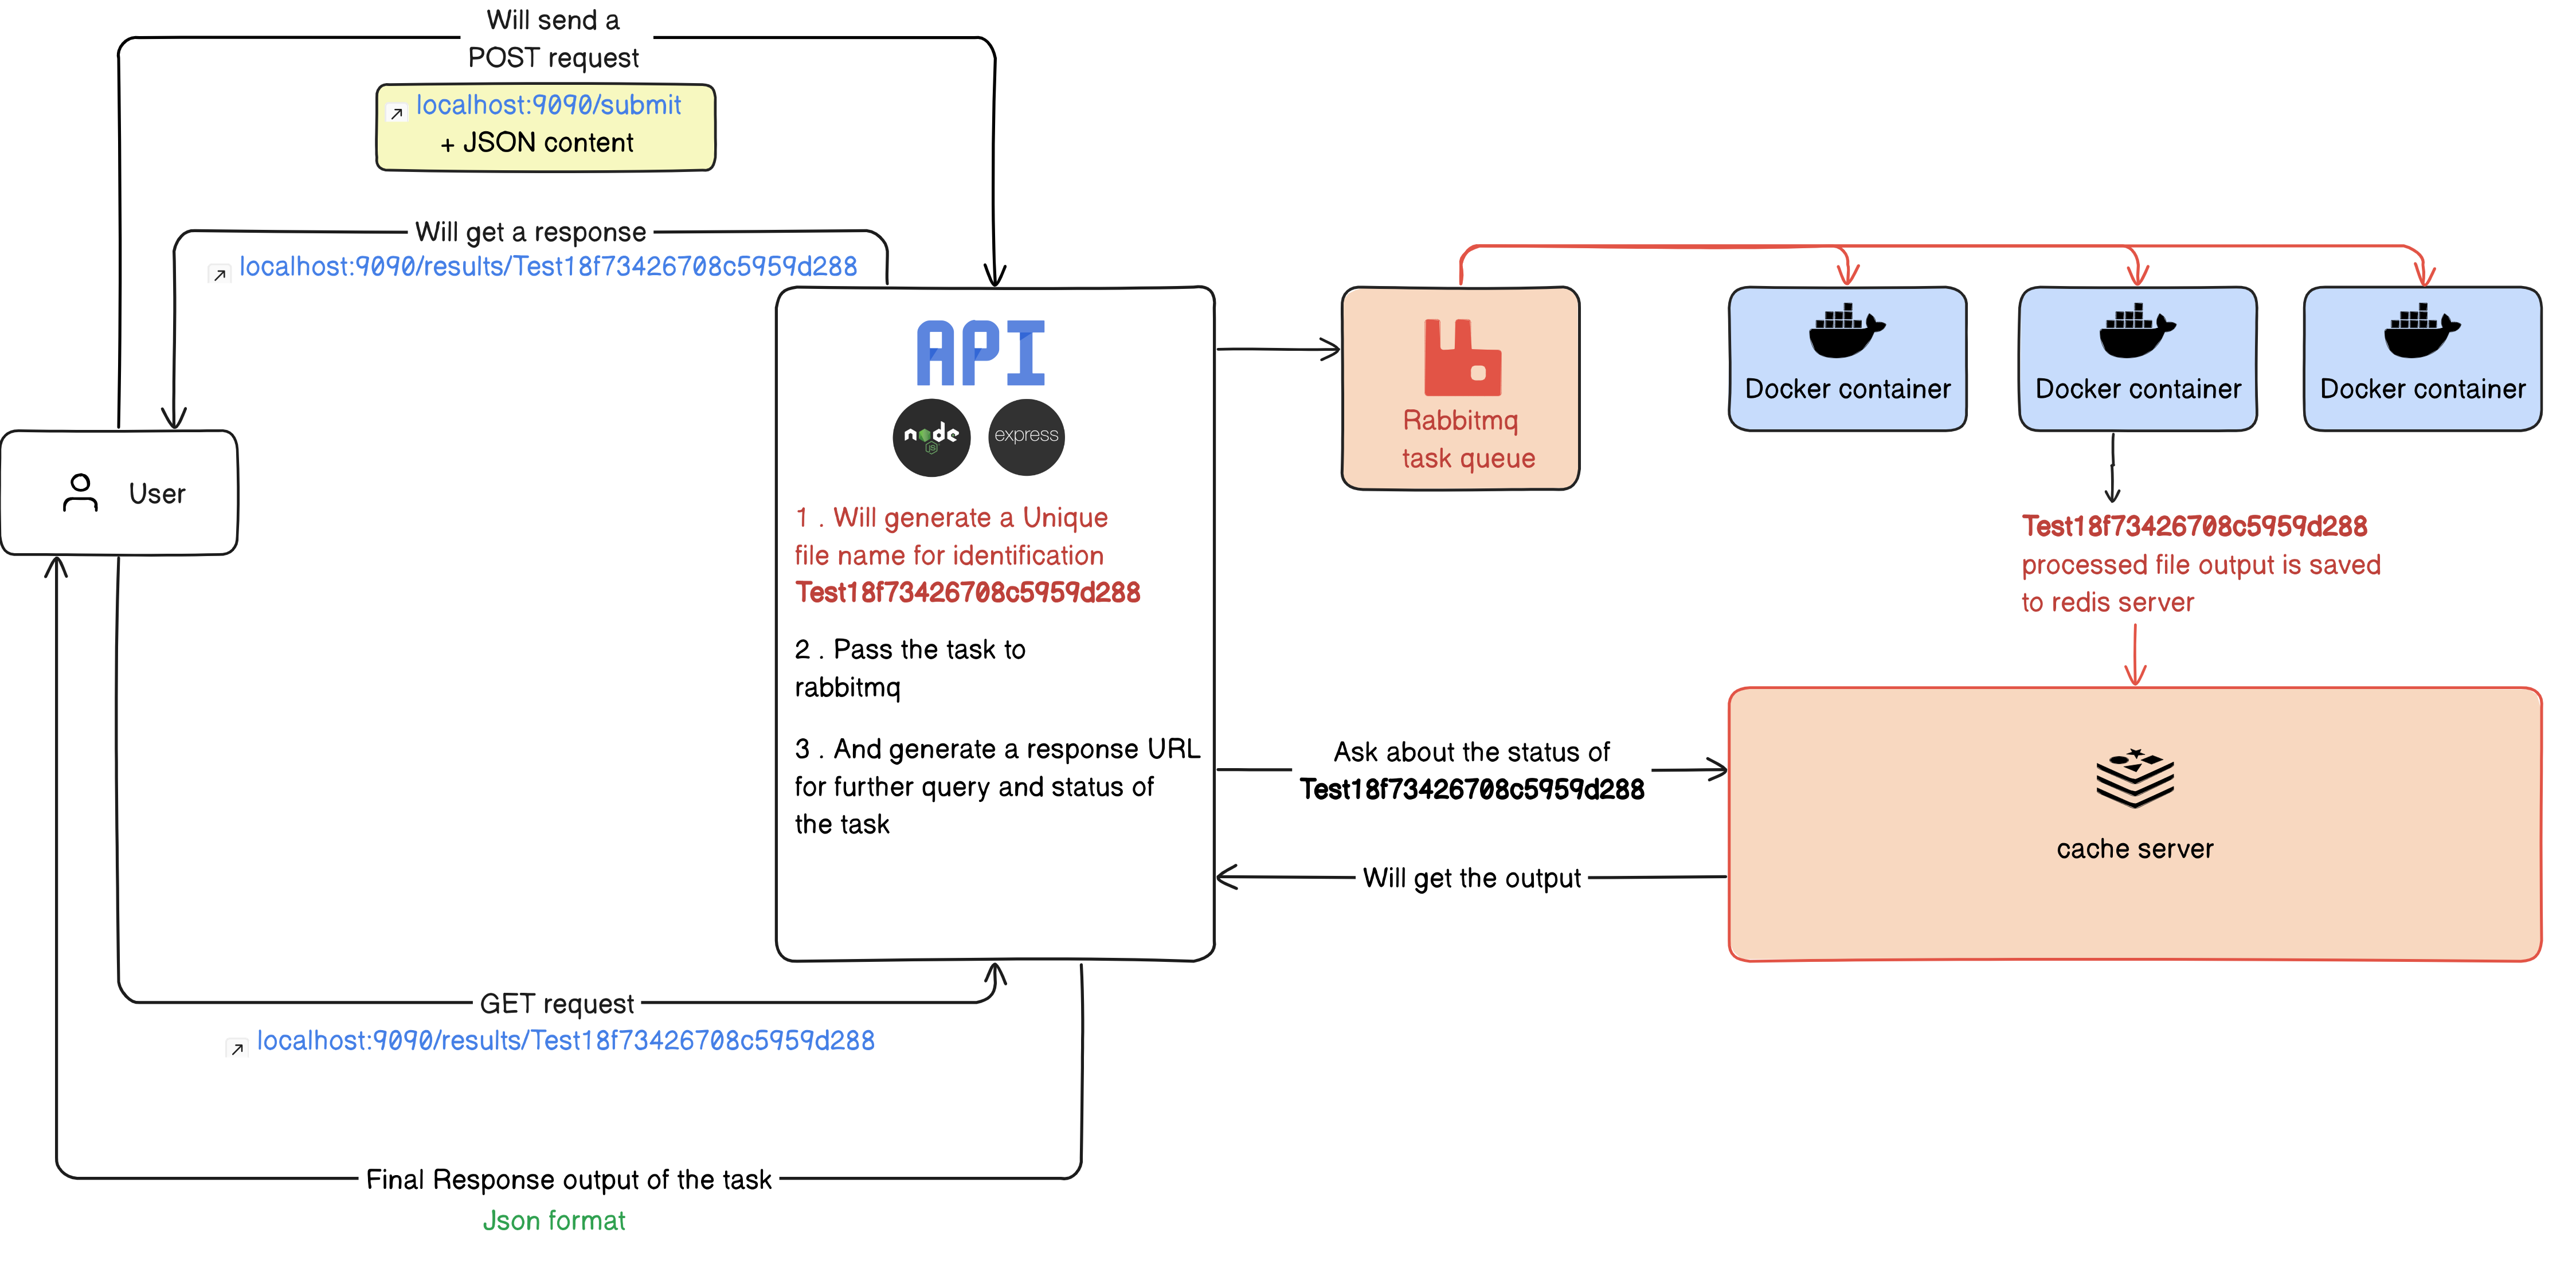 Will send a
POST request
localhost:9090/submit
+ JSON content
Will get a response
localhost:9090/results/Test18f73426708c5959d288
User
API
node
JS
express
1 . Will generate a Unique
file name for identification
Test18f73426708c5959d288
2 . Pass the task to
rabbitmq
3 . And generate a response URL
for further query and status of
the task
Rabbitmq
task queue
Docker container
Docker container
Docker container
Test18f73426708c5959d288
processed file output is saved
to redis server
Ask about the status of
Test18f73426708c5959d288
cache server
Will get the output
GET request
localhost:9090/results/Test18f73426708c5959d288
Final Response output of the task
Json format